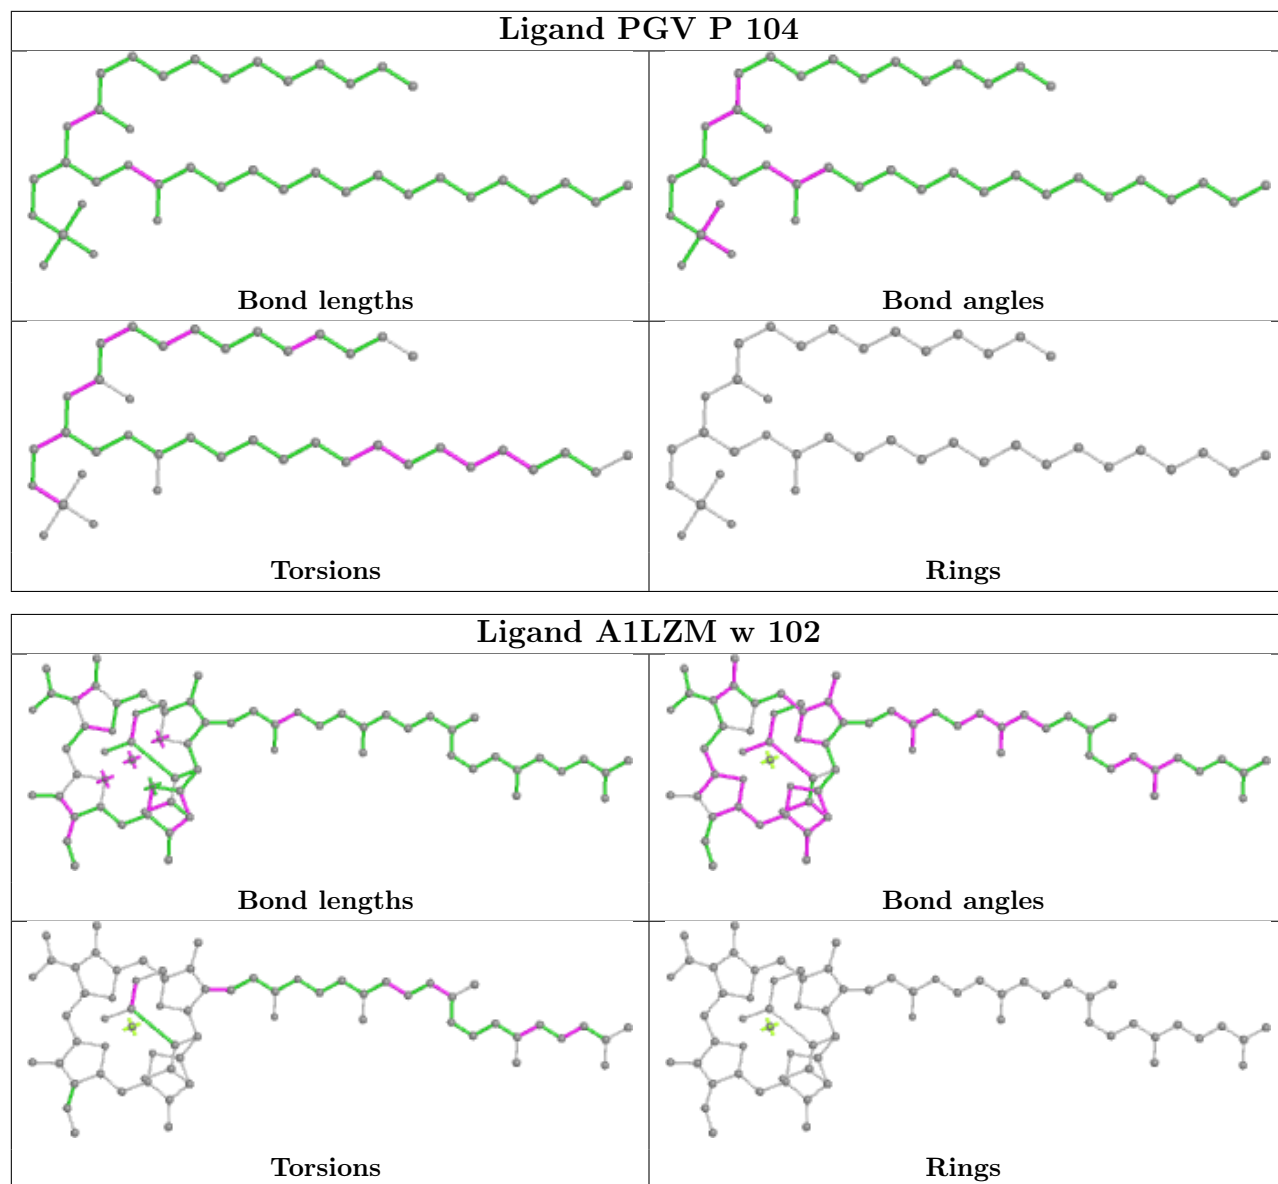 Ligand PGV P 104
Bond lengths
Bond angles
Torsions
Rings
Ligand A1LZM w 102
Bond lengths
Bond angles
Torsions
Rings